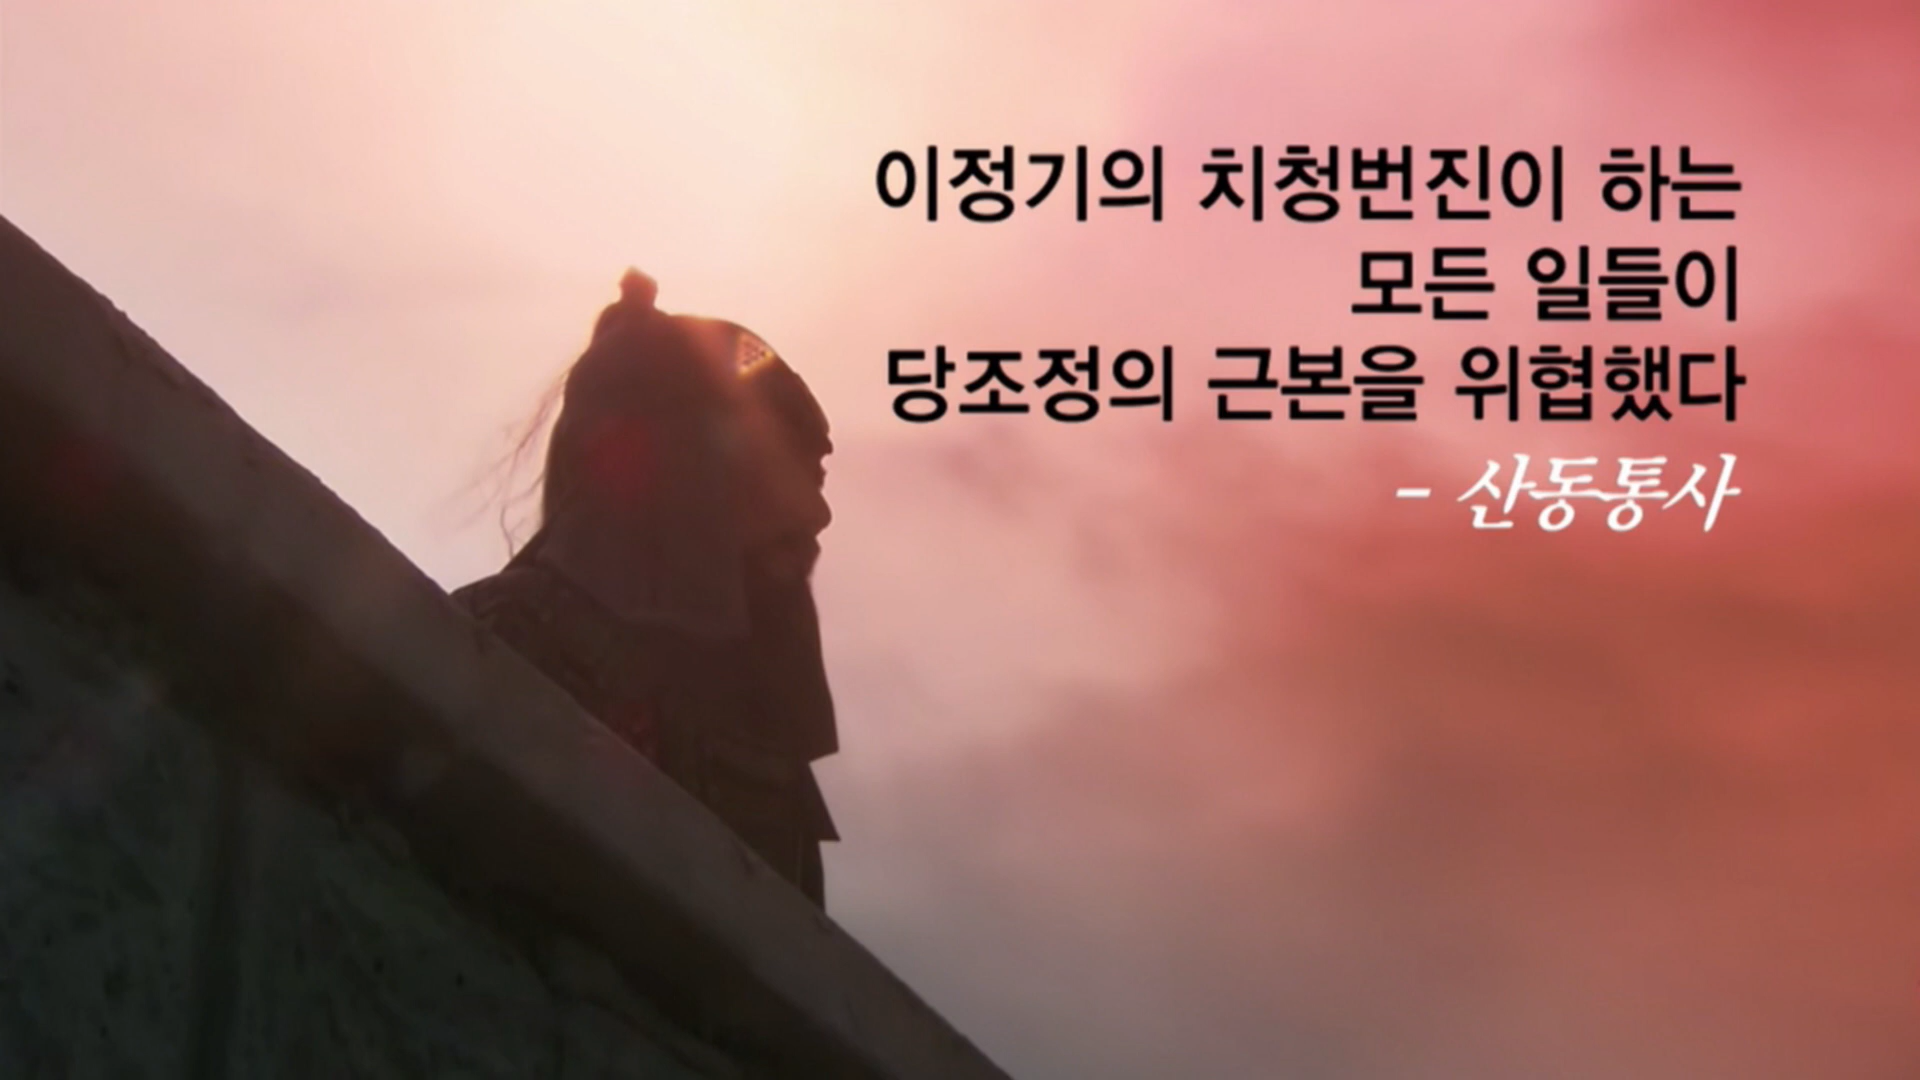 이정기의 치청번진이 하는
모든 일들이
당조정의 근본을 위협했다
- 산동통사